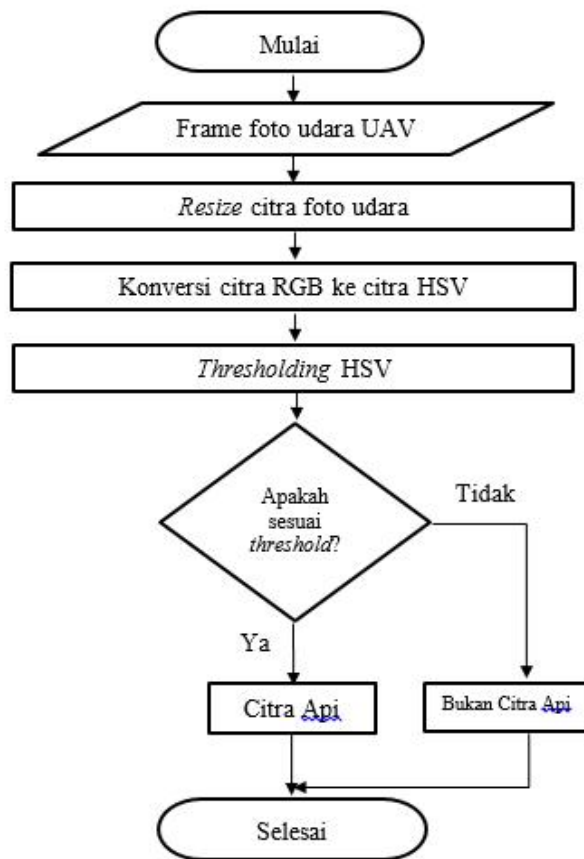 Mulai
Frame foto udara UAV
Resize citra foto udara
Konversi citra RGB ke citra HSV
Thresholding HSV
Apakah
sesuai
threshold?
Tidak
Ya
Citra Api
Bukan Citra Api
Selesai